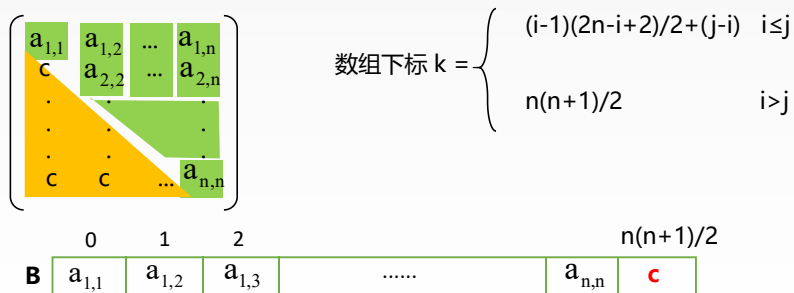 a1,1 a1,2 ... a1,n
c a2,2 ... a2,n
. . .
. . .
. . .
c c ... an,n
数组下标 k =
(i-1)(2n-i+2)/2+(j-i) i≤j
n(n+1)/2 i>j
0 1 2 n(n+1)/2
B a1,1 a1,2 a1,3 ...... an,n c